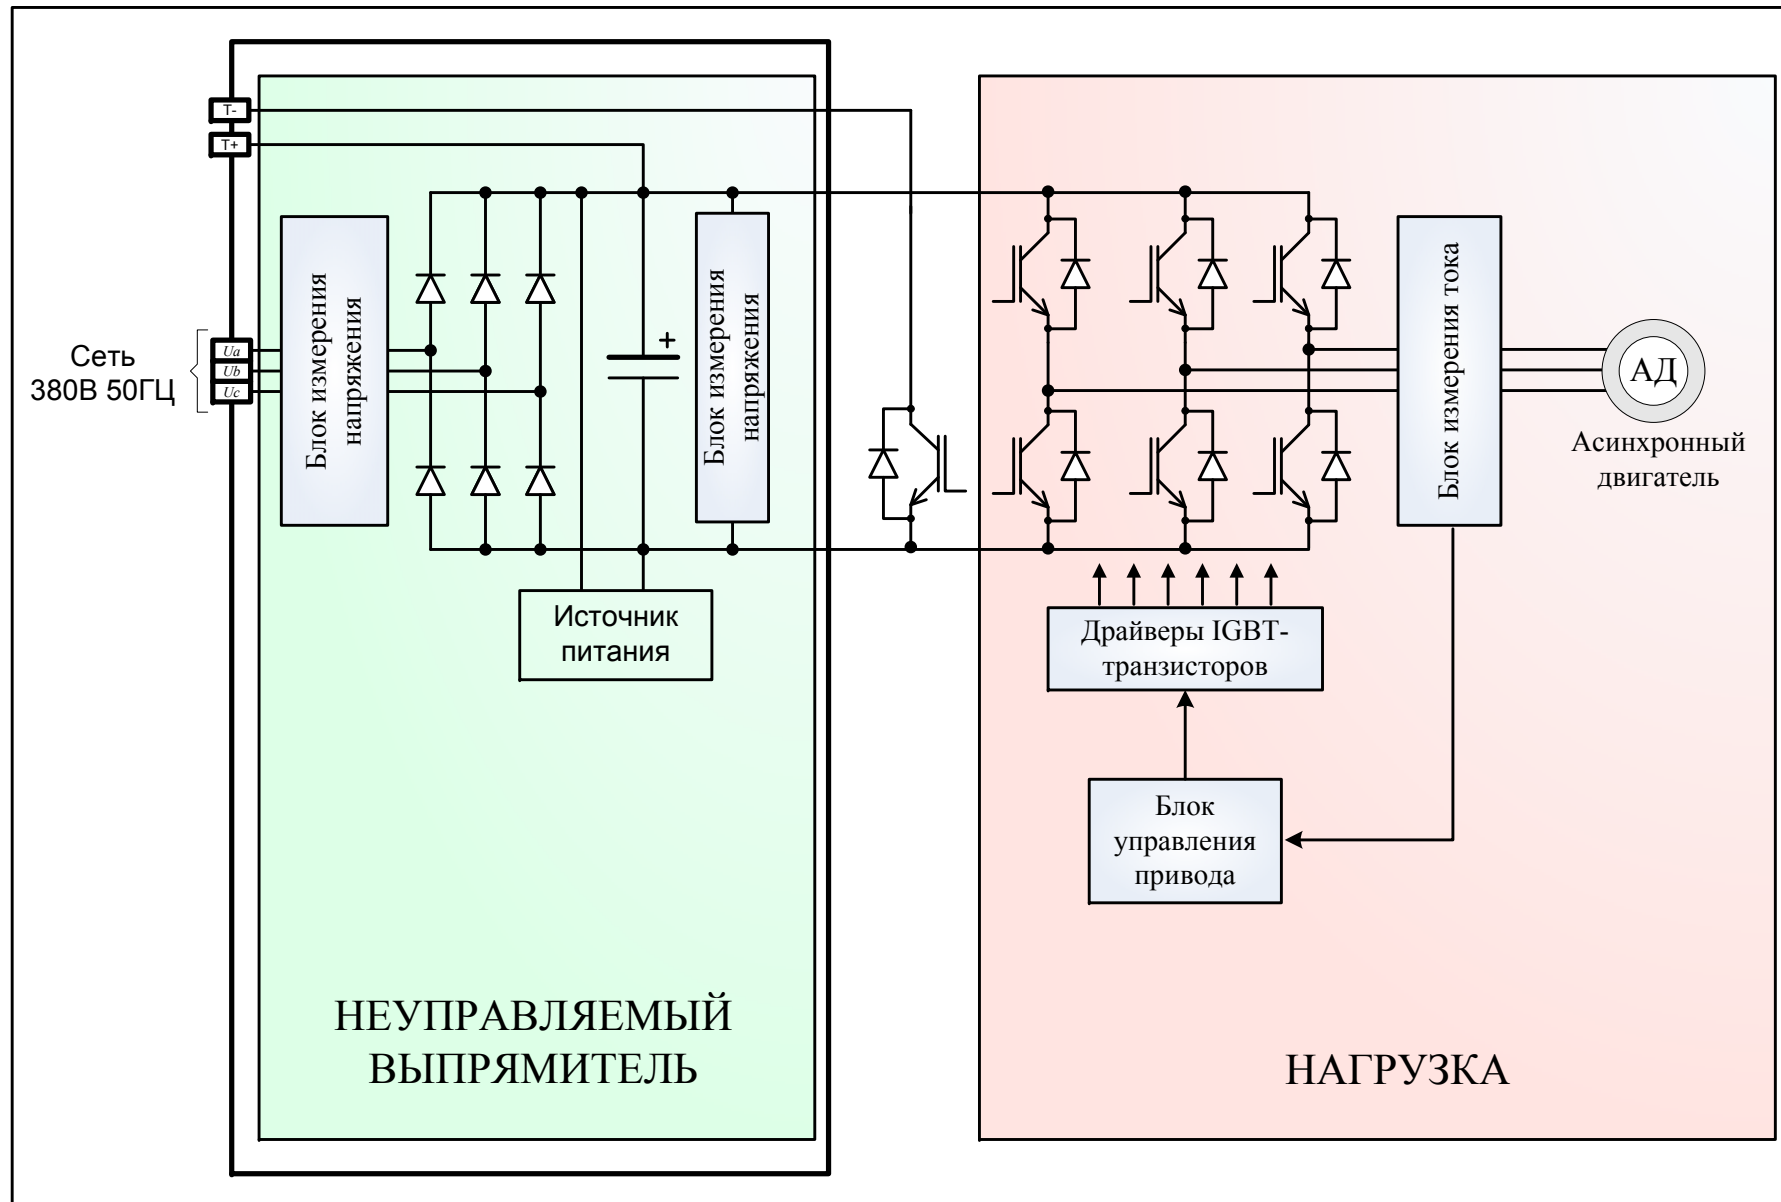 T-
T+
Сеть
380В 50ГЦ
Ua
Ub
Uc
Блок измерения
напряжения
+
Блок измерения
напряжения
Источник
питания
НЕУПРАВЛЯЕМЫЙ
ВЫПРЯМИТЕЛЬ
Блок измерения тока
АД
Асинхронный
двигатель
Драйверы IGBT-
транзисторов
Блок
управления
привода
НАГРУЗКА